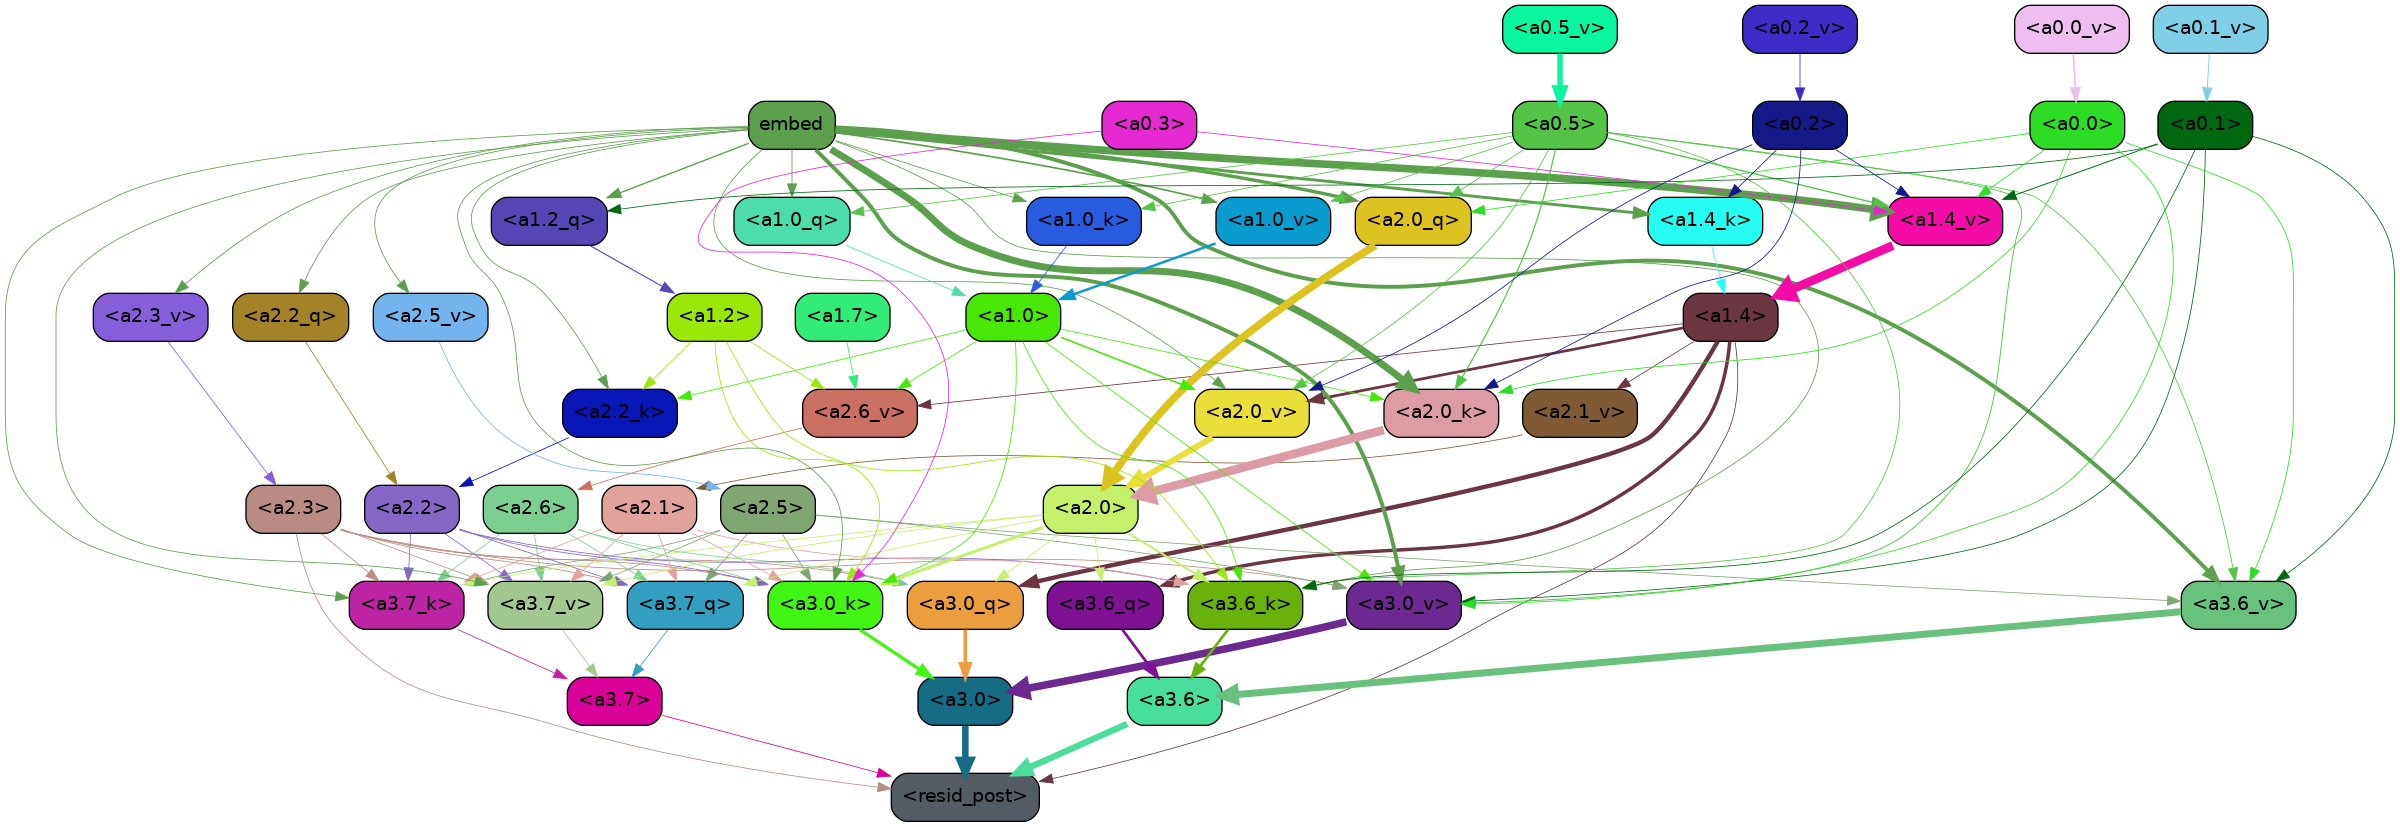 <a0.5_v>
<a0.2_v>
<a0.0_v>
<a0.1_v>
embed
<a0.3>
<a0.5>
<a0.2>
<a0.0>
<a0.1>
<a1.2_q>
<a1.0_q>
<a1.0_k>
<a1.0_v>
<a2.0_q>
<a1.4_k>
<a1.4_v>
<a2.3_v>
<a2.2_q>
<a2.5_v>
<a1.2>
<a1.7>
<a1.0>
<a1.4>
<a2.2_k>
<a2.6_v>
<a2.0_v>
<a2.0_k>
<a2.1_v>
<a2.3>
<a2.2>
<a2.6>
<a2.1>
<a2.5>
<a2.0>
<a3.7_k>
<a3.7_v>
<a3.7_q>
<a3.0_k>
<a3.0_q>
<a3.6_q>
<a3.6_k>
<a3.0_v>
<a3.6_v>
<a3.7>
<a3.0>
<a3.6>
<resid_post>